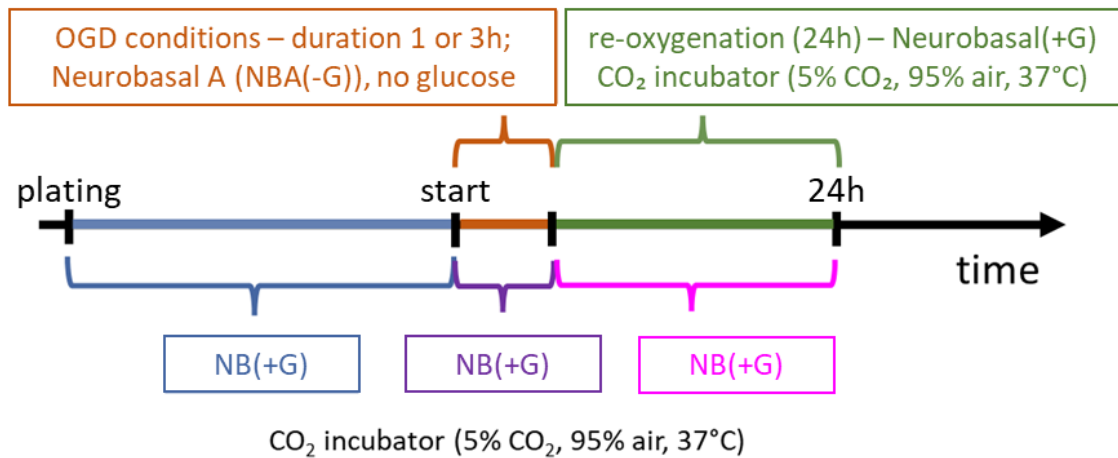 OGD conditions – duration 1 or 3h;
Neurobasal A (NBA(-G)), no glucose
re-oxygenation (24h) – Neurobasal(+G)
CO₂ incubator (5% CO₂, 95% air, 37°C)
plating
start
24h
time
NB(+G)
NB(+G)
NB(+G)
CO₂ incubator (5% CO₂, 95% air, 37°C)